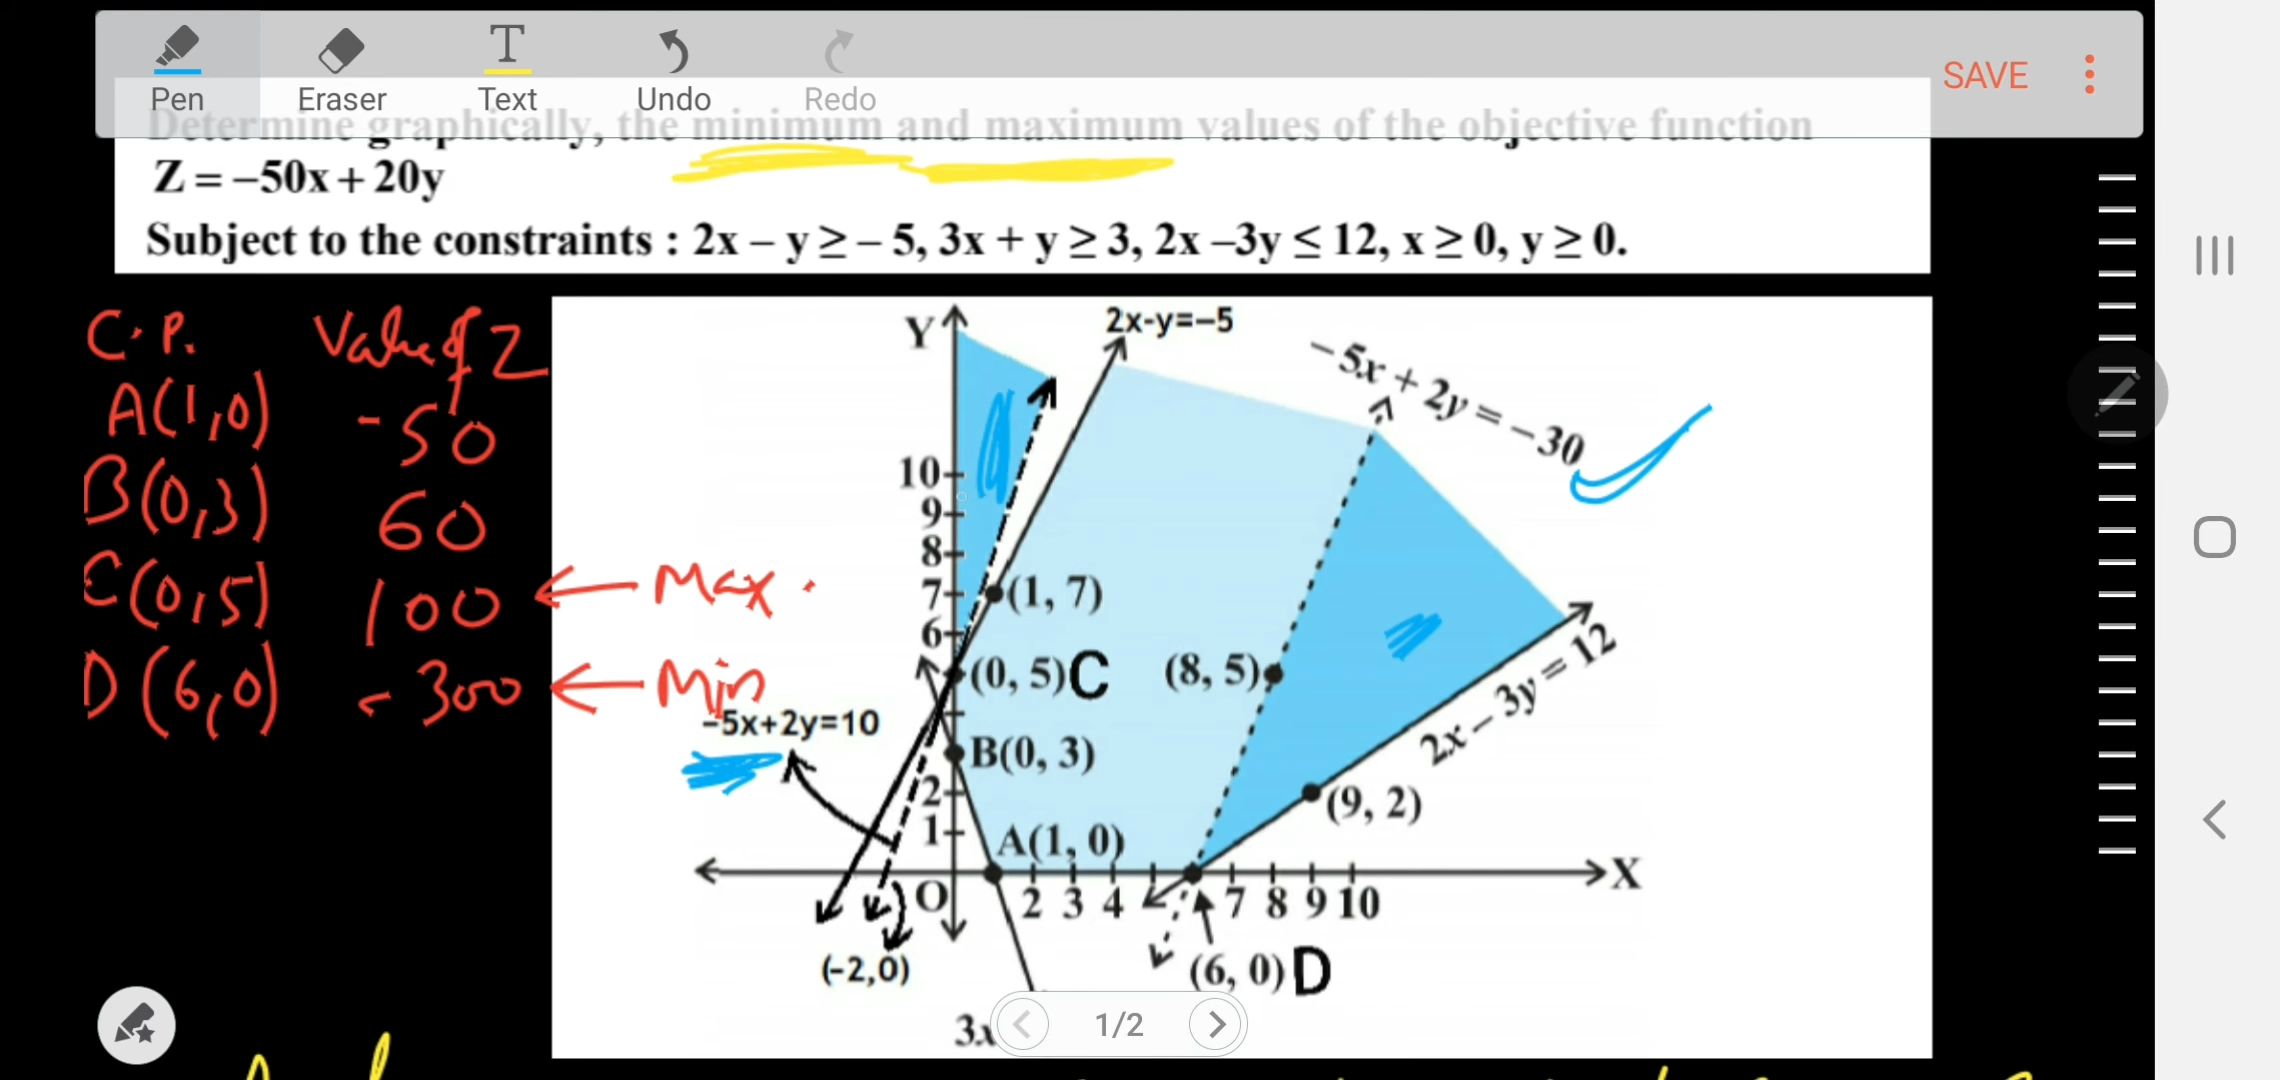 Pen Eraser Text Undo Redo SAVE
Determine graphically, the minimum and maximum values of the objective function
Z = −50x + 20y
Subject to the constraints : 2x – y ≥ – 5, 3x + y ≥ 3, 2x –3y ≤ 12, x ≥ 0, y ≥ 0.
C.P. Value of Z
A(1,0) -50
B(0,3) 60
C(0,5) 100 ← Max.
D(6,0) -300 ← Min
Y
2x-y=−5
−5x + 2y = −30
10
9
8
7 (1, 7)
6
(0, 5) C (8, 5)
-5x+2y=10
B(0, 3)
2x – 3y = 12
2 (9, 2)
1 A(1, 0)
X
O 2 3 4 7 8 9 10
(-2,0) (6, 0) D
3x
1/2